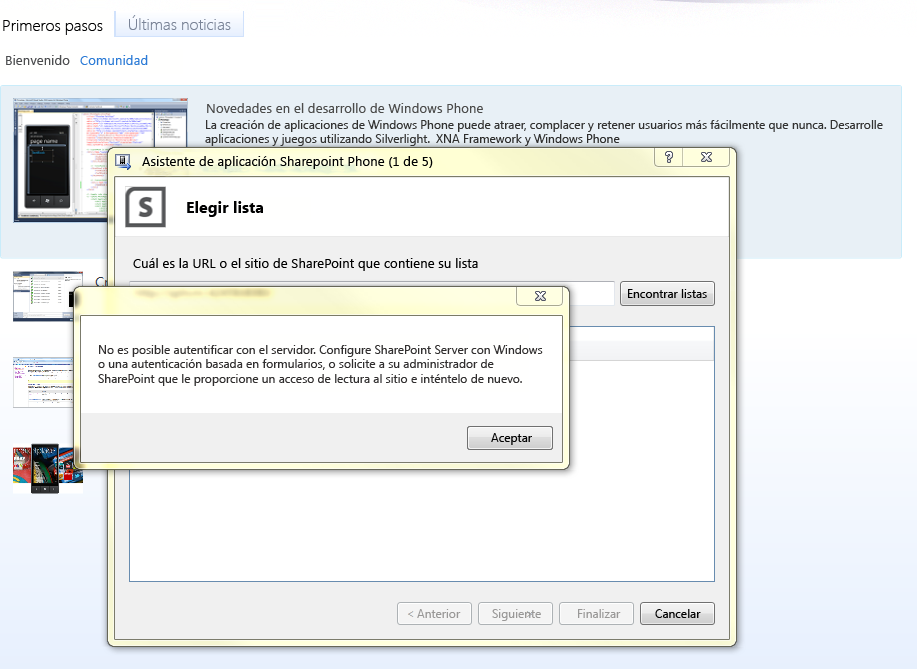 Primeros pasos
Últimas noticias
Bienvenido Comunidad
Novedades en el desarrollo de Windows Phone
La creación de aplicaciones de Windows Phone puede atraer, complacer y retener usuarios más fácilmente que nunca. Desarrolle
aplicaciones y juegos utilizando Silverlight. XNA Framework y Windows Phone
page name
Asistente de aplicación Sharepoint Phone (1 de 5)
?
S
Elegir lista
Cuál es la URL o el sitio de SharePoint que contiene su lista
Encontrar listas
No es posible autentificar con el servidor. Configure SharePoint Server con Windows
o una autenticación basada en formularios, o solicite a su administrador de
SharePoint que le proporcione un acceso de lectura al sitio e inténtelo de nuevo.
Aceptar
< Anterior
Siguiente
Finalizar
Cancelar